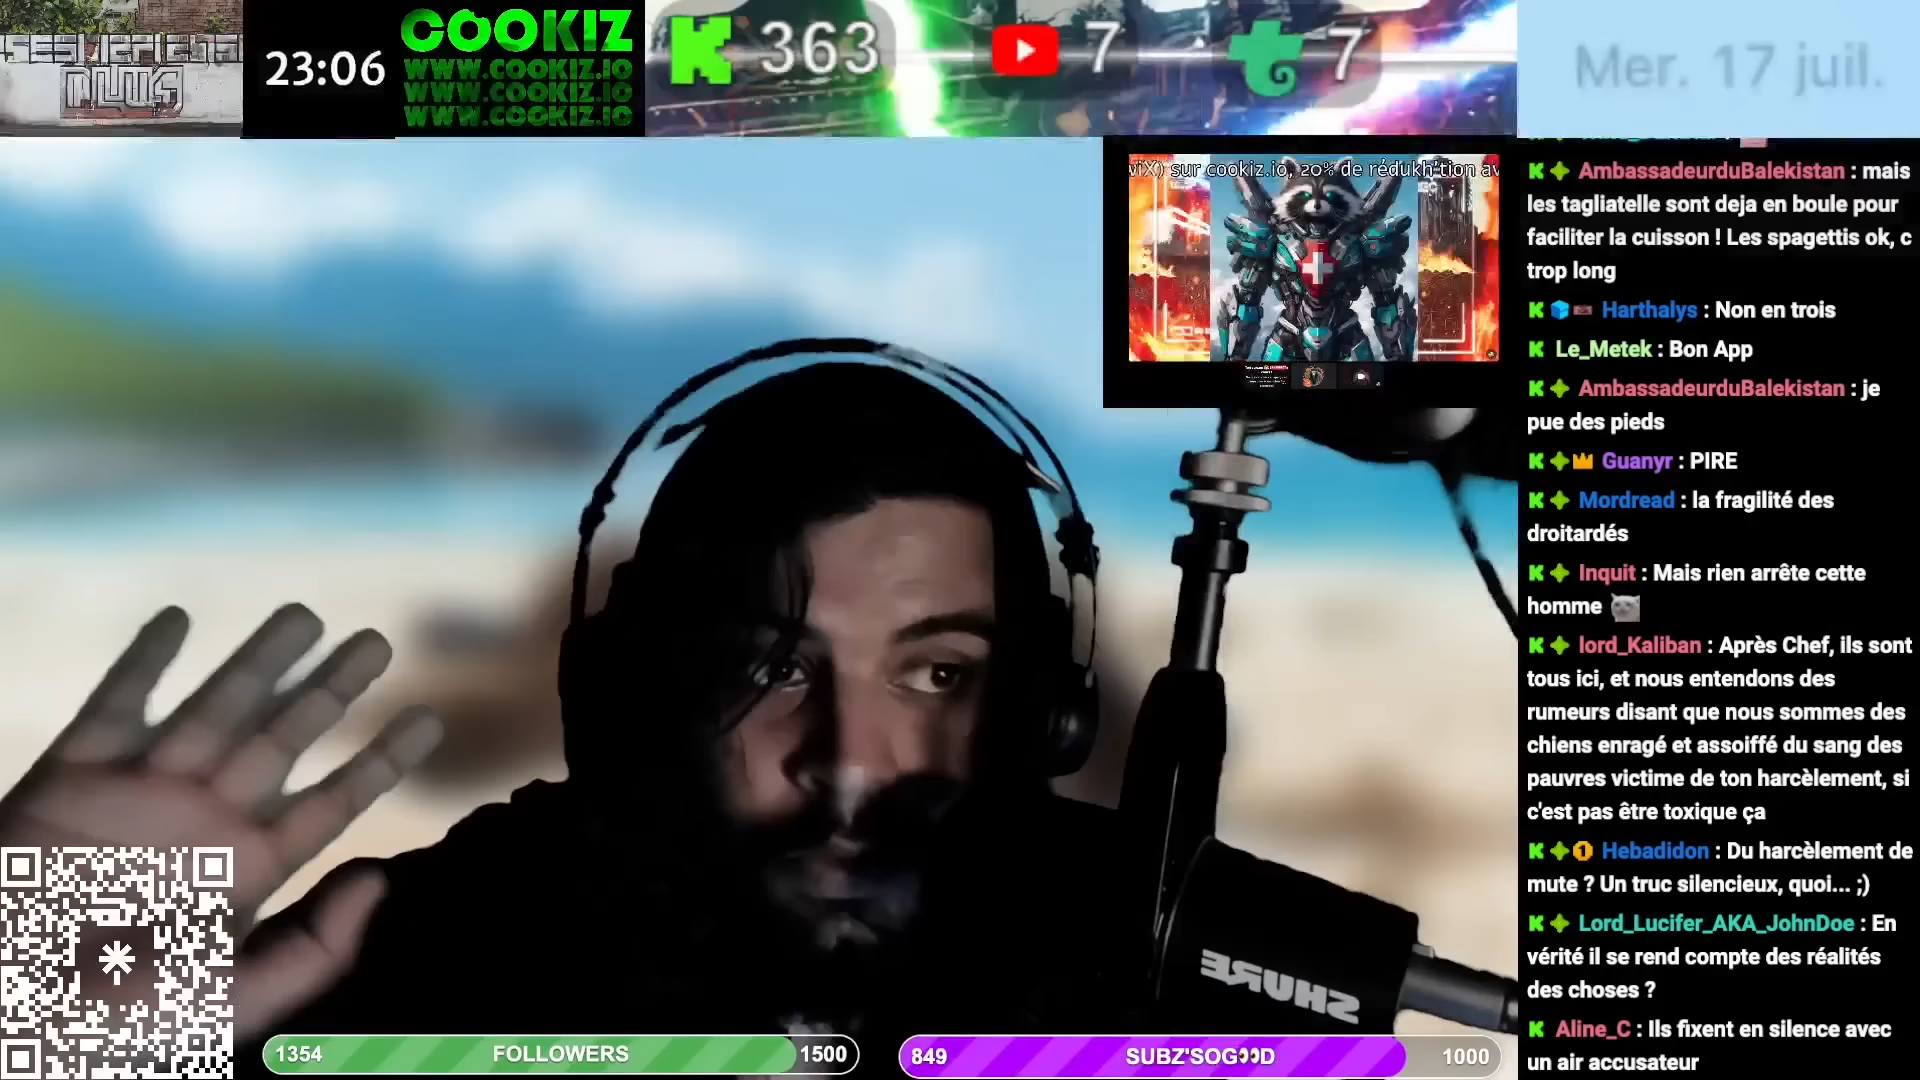 23:06
COOKIZ
WWW.COOKIZ.IO
WWW.COOKIZ.IO
WWW.COOKIZ.IO
K 363
7
7
Mer. 17 juil.
sur cookiz.io, 20% de rédukh'tion
AmbassadeurduBalekistan : mais
les tagliatelle sont deja en boule pour
faciliter la cuisson ! Les spagettis ok, c
trop long
Harthalys : Non en trois
Le_Metek : Bon App
AmbassadeurduBalekistan : je
pue des pieds
Guanyr : PIRE
Mordread : la fragilité des
droitardés
Inquit : Mais rien arrête cette
homme
lord_Kaliban : Après Chef, ils sont
tous ici, et nous entendons des
rumeurs disant que nous sommes des
chiens enragé et assoiffé du sang des
pauvres victime de ton harcèlement, si
c'est pas être toxique ça
Hebadidon : Du harcèlement de
mute ? Un truc silencieux, quoi... ;)
Lord_Lucifer_AKA_JohnDoe : En
vérité il se rend compte des réalités
des choses ?
Aline_C : Ils fixent en silence avec
un air accusateur
SHURE
1354 FOLLOWERS 1500
849 SUBZ'SOG👀D 1000